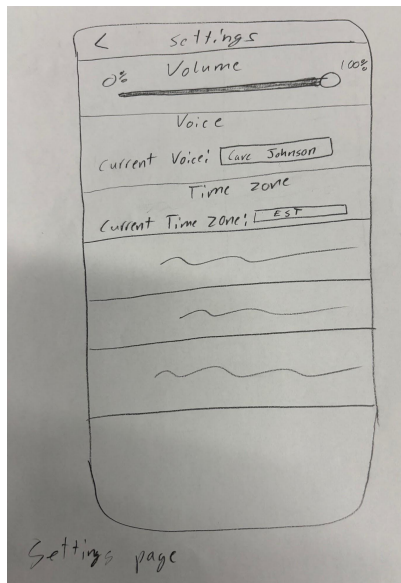 < settings
Volume
0% 100%
Voice
Current Voice: Cave Johnson
Time zone
Current Time Zone: EST
Settings page